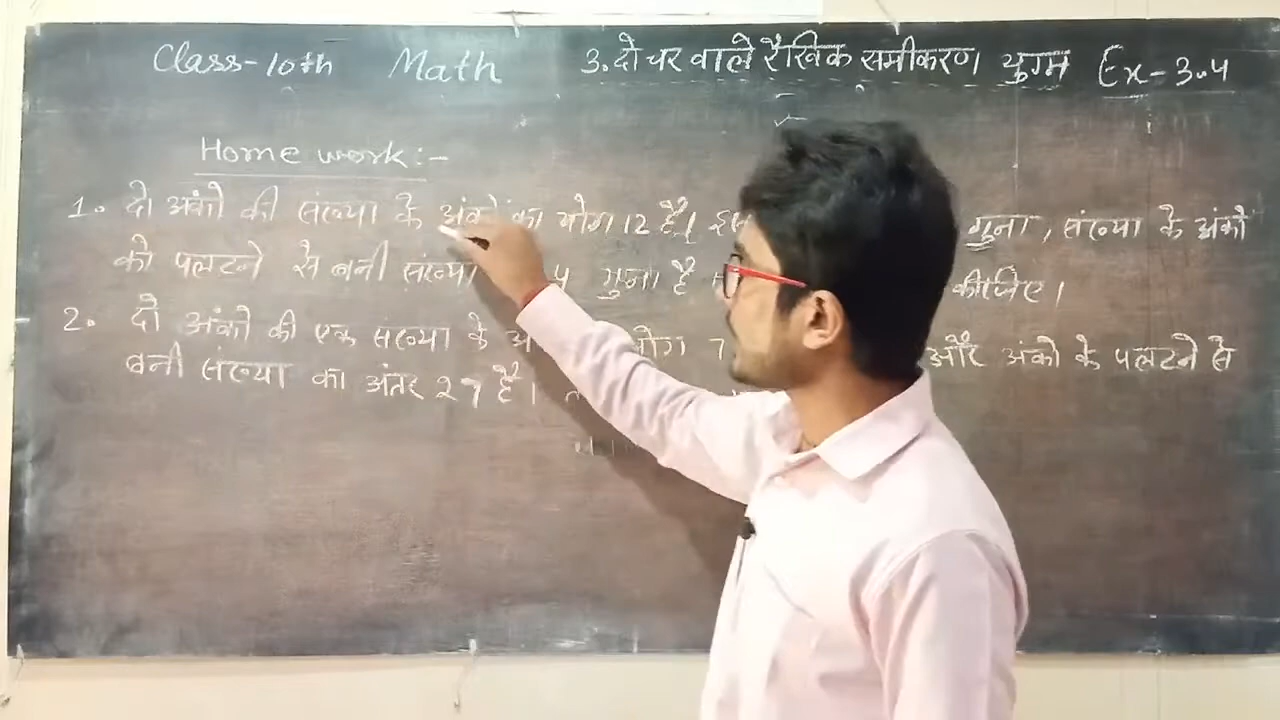 Class-10th Math 3. दो चर वाले रैखिक समीकरण युग्म Ex-3.4
Home work:-
1. दो अंको की संख्या के अंकों का योग 12 है। गुना, संख्या के अंको
को पलटने से बनी संख्या 4 गुना है कीजिए।
2. दो अंको की एक संख्या के योग 7 और अंको के पलटने से
बनी संख्या का अंतर 27 है।